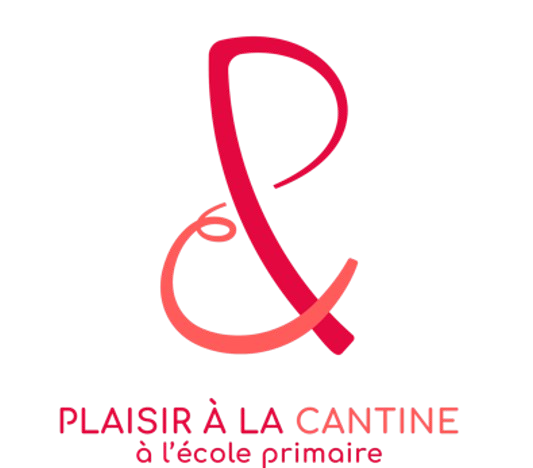 PLAISIR À LA CANTINE
à l'école primaire